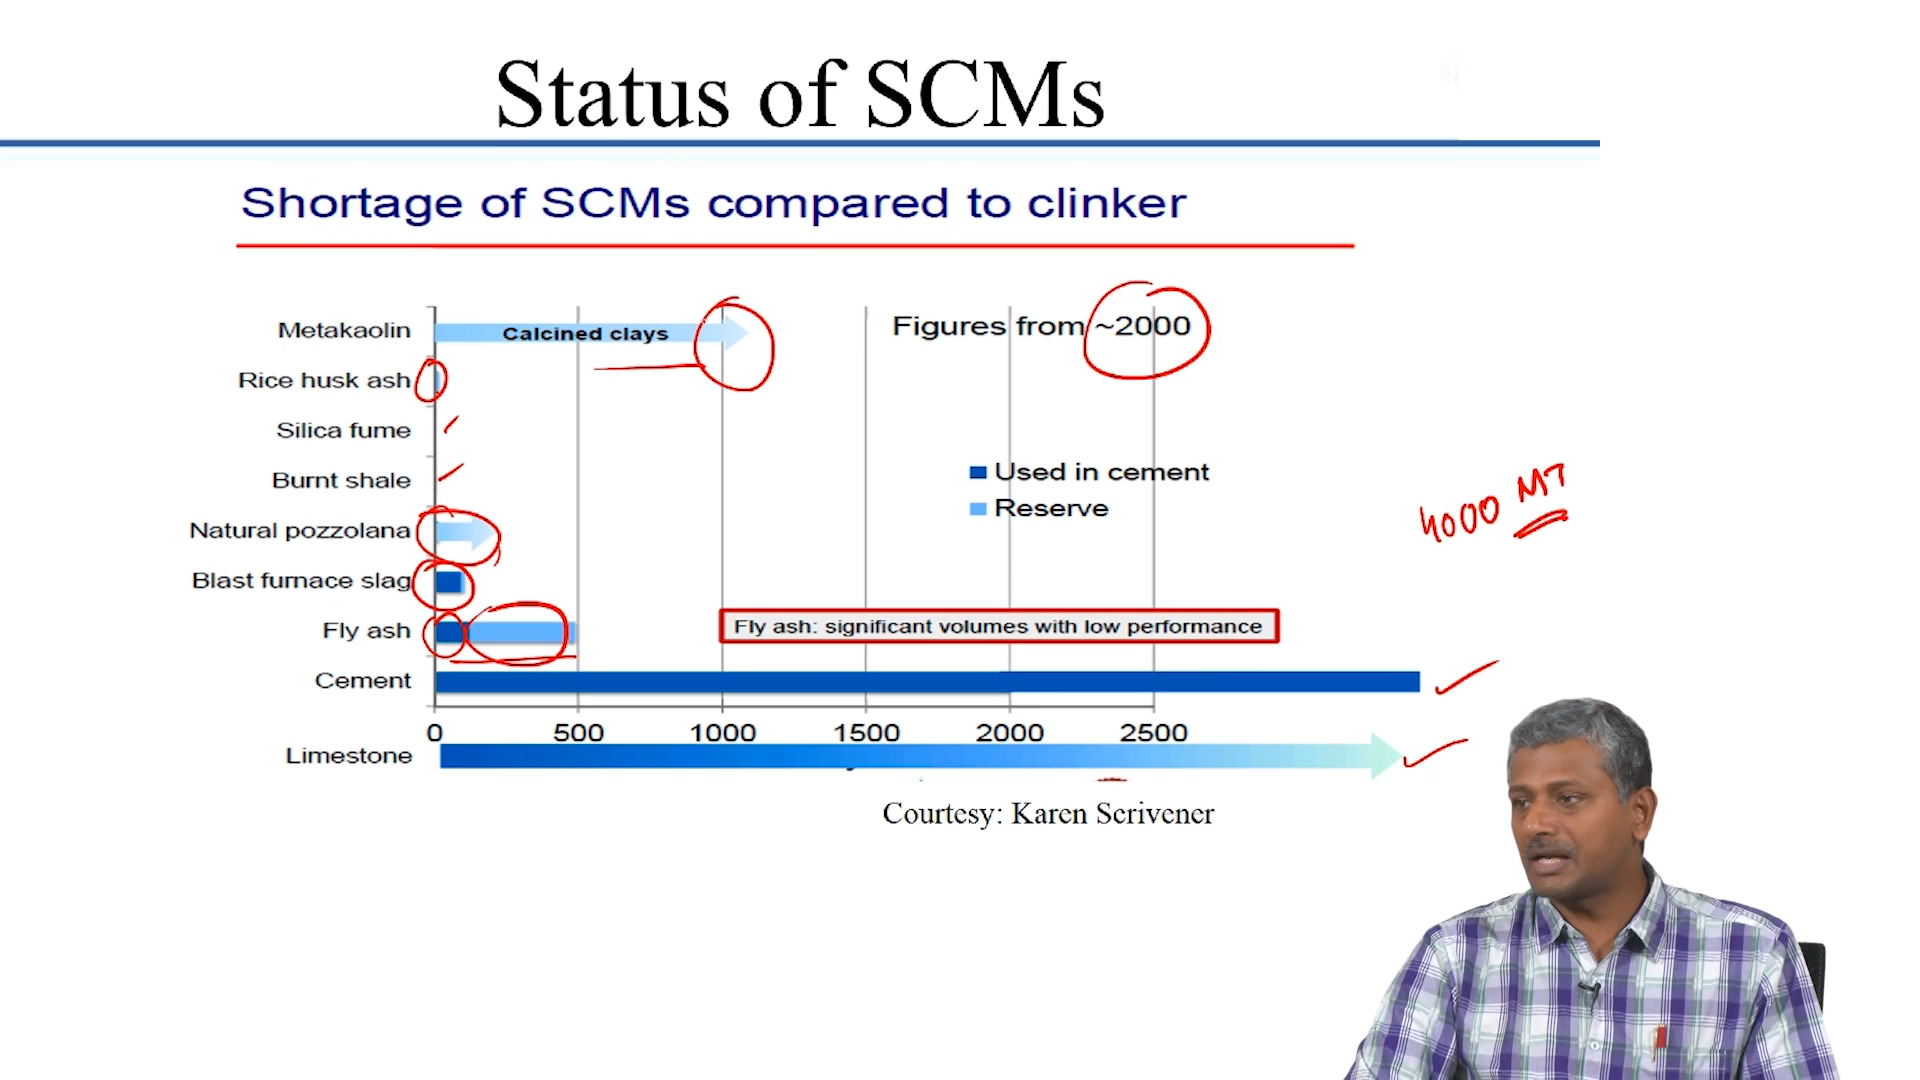 Status of SCMs
Shortage of SCMs compared to clinker
Metakaolin
Calcined clays
Figures from ~2000
Rice husk ash
Silica fume
Burnt shale
Used in cement
Reserve
4000 MT
Natural pozzolana
Blast furnace slag
Fly ash
Fly ash: significant volumes with low performance
Cement
0 500 1000 1500 2000 2500
Limestone
Courtesy: Karen Scrivener